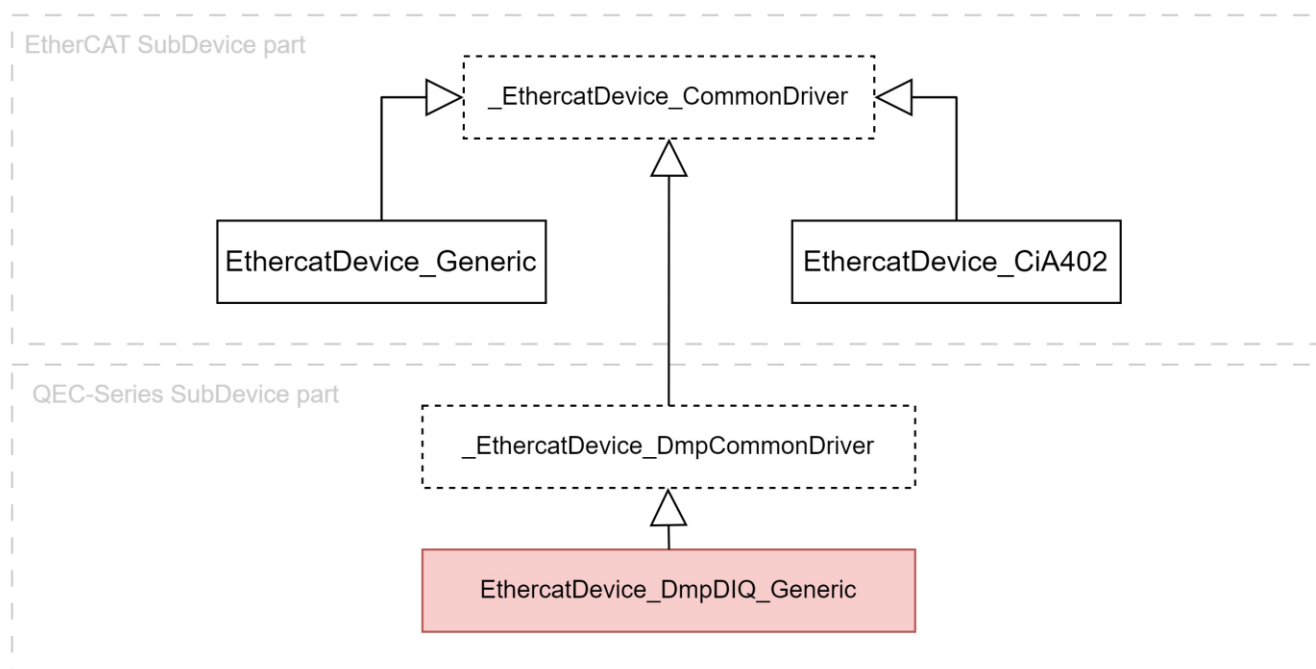 EtherCAT SubDevice part
_EthercatDevice_CommonDriver
EthercatDevice_Generic
EthercatDevice_CiA402
QEC-Series SubDevice part
_EthercatDevice_DmpCommonDriver
EthercatDevice_DmpDIQ_Generic